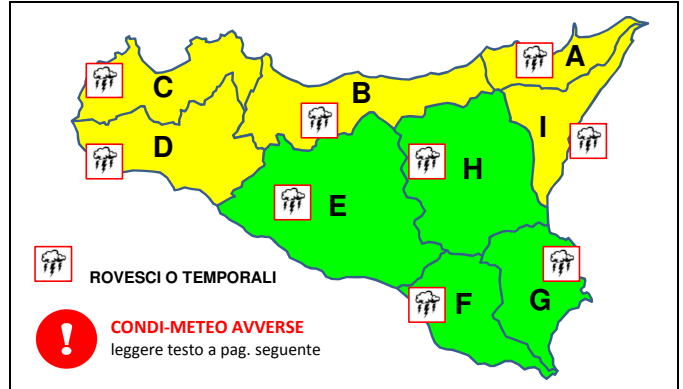 A
C
B
I
D
H
E
ROVESCI O TEMPORALI
F
G
CONDI-METEO AVVERSE
leggere testo a pag. seguente
!